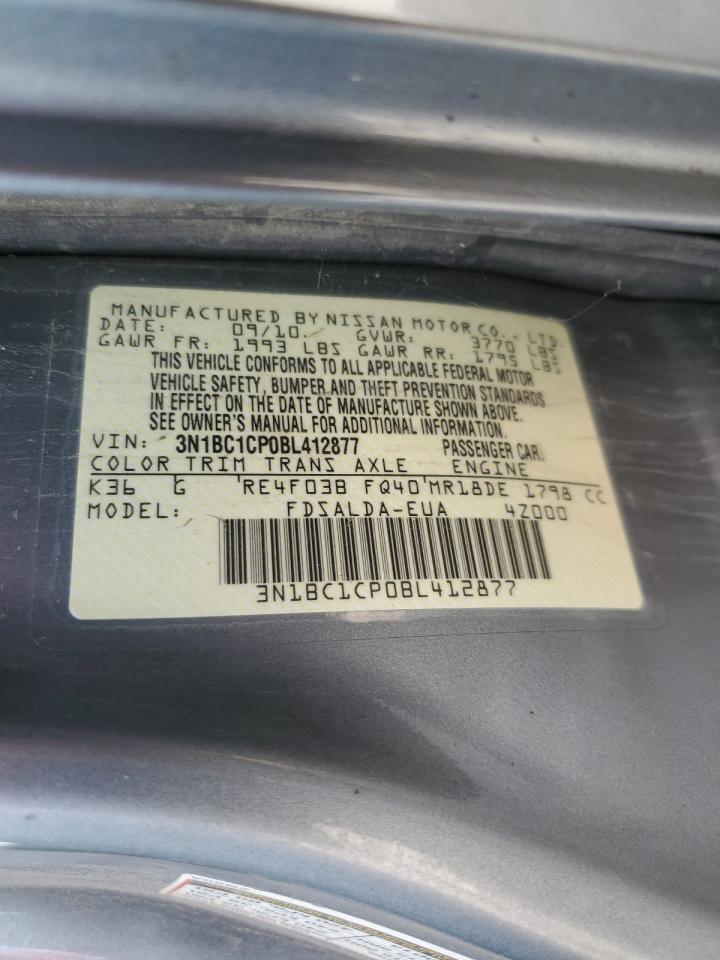 MANUFACTURED BY NISSAN MOTOR CO., LTD.
DATE: 09/10 GVWR: 3770 LBS
GAWR FR: 1993 LBS GAWR RR: 1795 LBS
THIS VEHICLE CONFORMS TO ALL APPLICABLE FEDERAL MOTOR
VEHICLE SAFETY, BUMPER AND THEFT PREVENTION STANDARDS
IN EFFECT ON THE DATE OF MANUFACTURE SHOWN ABOVE.
SEE OWNER'S MANUAL FOR ADDITIONAL INFORMATION.
VIN: 3N1BC1CP0BL412877 PASSENGER CAR
COLOR TRIM TRANS AXLE ENGINE
K36 G RE4F03B FQ40 MR18DE 1798 CC
MODEL: FDSALDA-EUA 4Z000
3N1BC1CP0BL412877